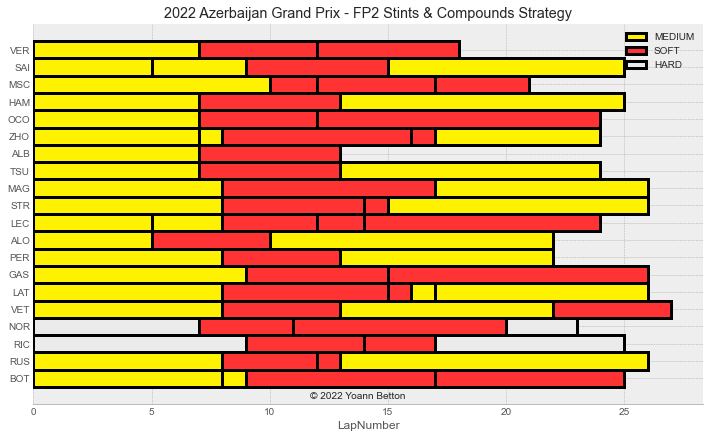 2022 Azerbaijan Grand Prix - FP2 Stints & Compounds Strategy
MEDIUM
SOFT
HARD
VER
SAI
MSC
HAM
OCO
ZHO
ALB
TSU
MAG
STR
LEC
ALO
PER
GAS
LAT
VET
NOR
RIC
RUS
BOT
© 2022 Yoann Betton
0 5 10 15 20 25
LapNumber